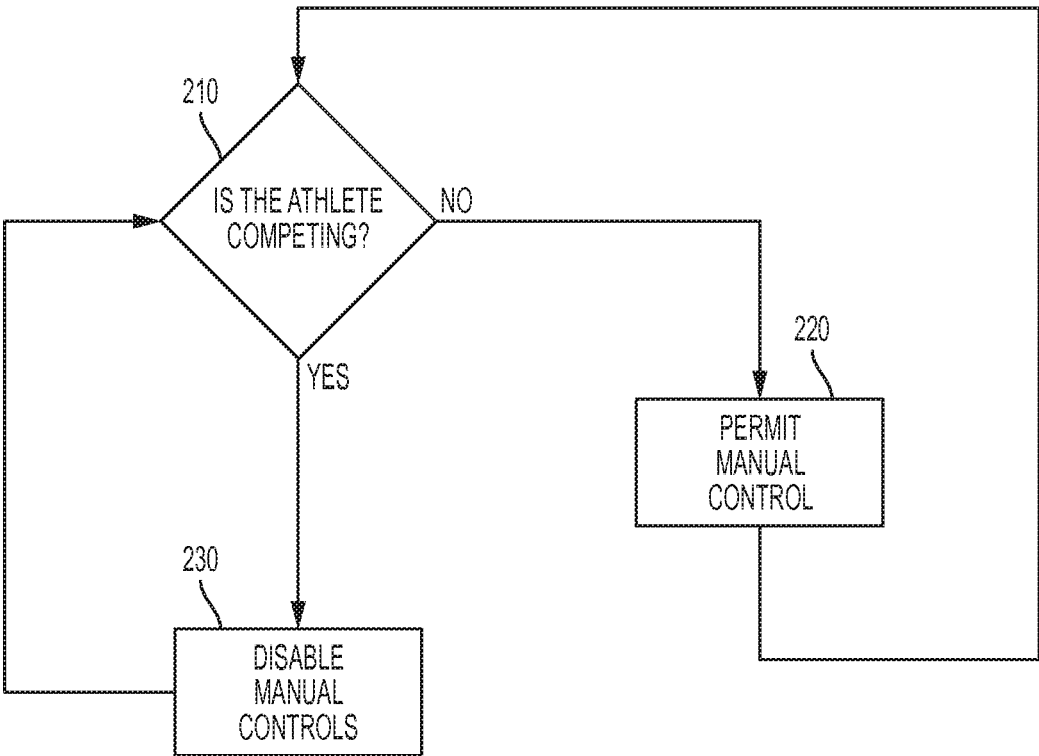 210
IS THE ATHLETE
COMPETING?
NO
YES
220
PERMIT
MANUAL
CONTROL
230
DISABLE
MANUAL
CONTROLS